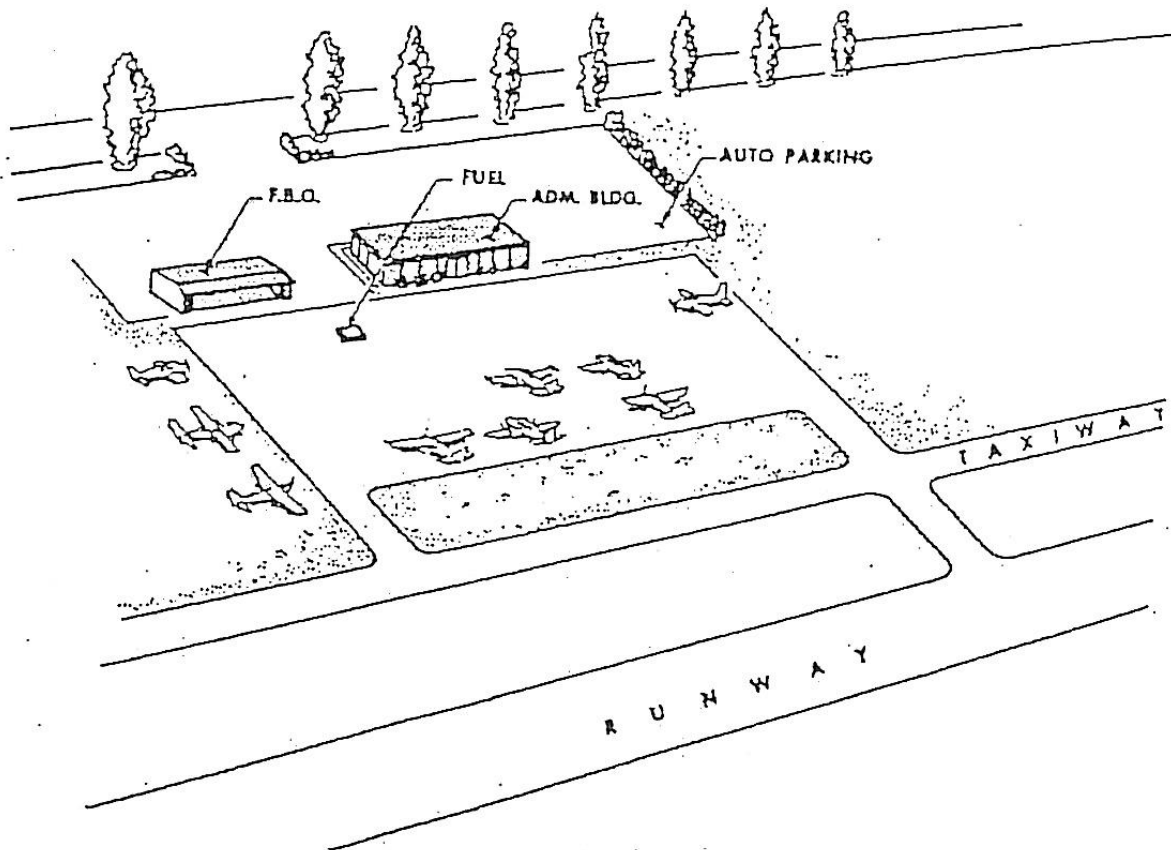 AUTO PARKING
FUEL
F.B.O.
ADM. BLDG.
TAXIWAY
RUNWAY